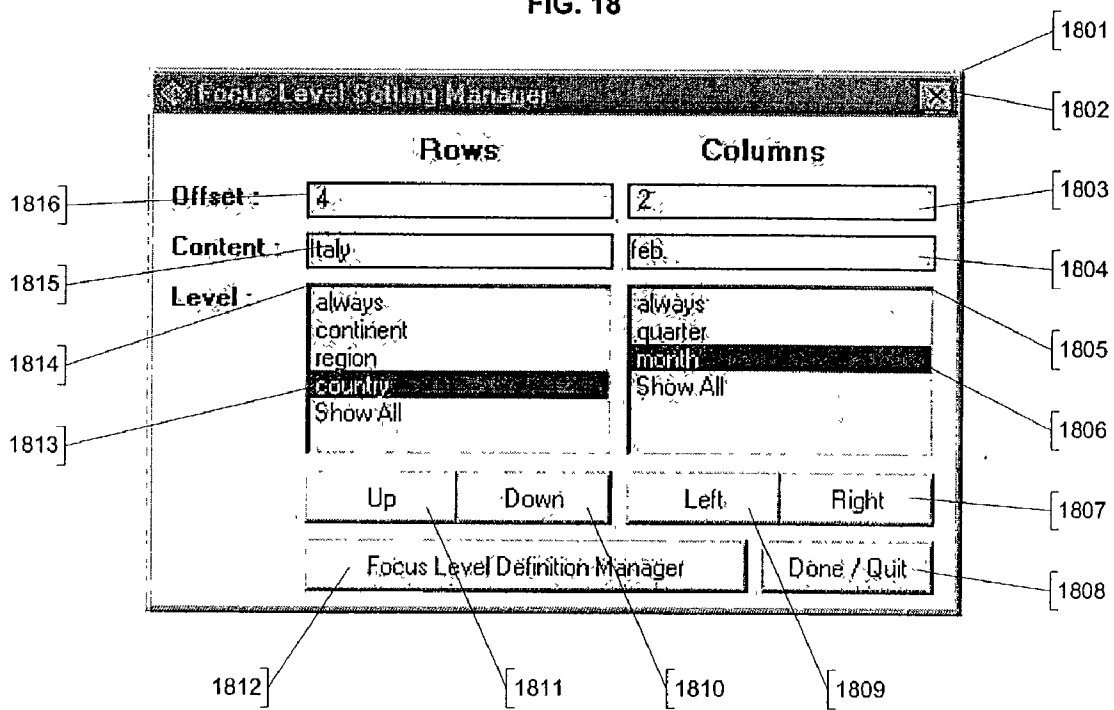 FIG. 18
1801
Focus Level Setting Manager
1802
Rows Columns
Offset : 4 2
1816 1803
Content : Italy feb
1815 1804
Level :
always always
continent quarter
region month
country Show All
Show All
1814 1805
1813 1806
Up Down Left Right
1807
Focus Level Definition Manager Done / Quit
1808
1812 1811 1810 1809